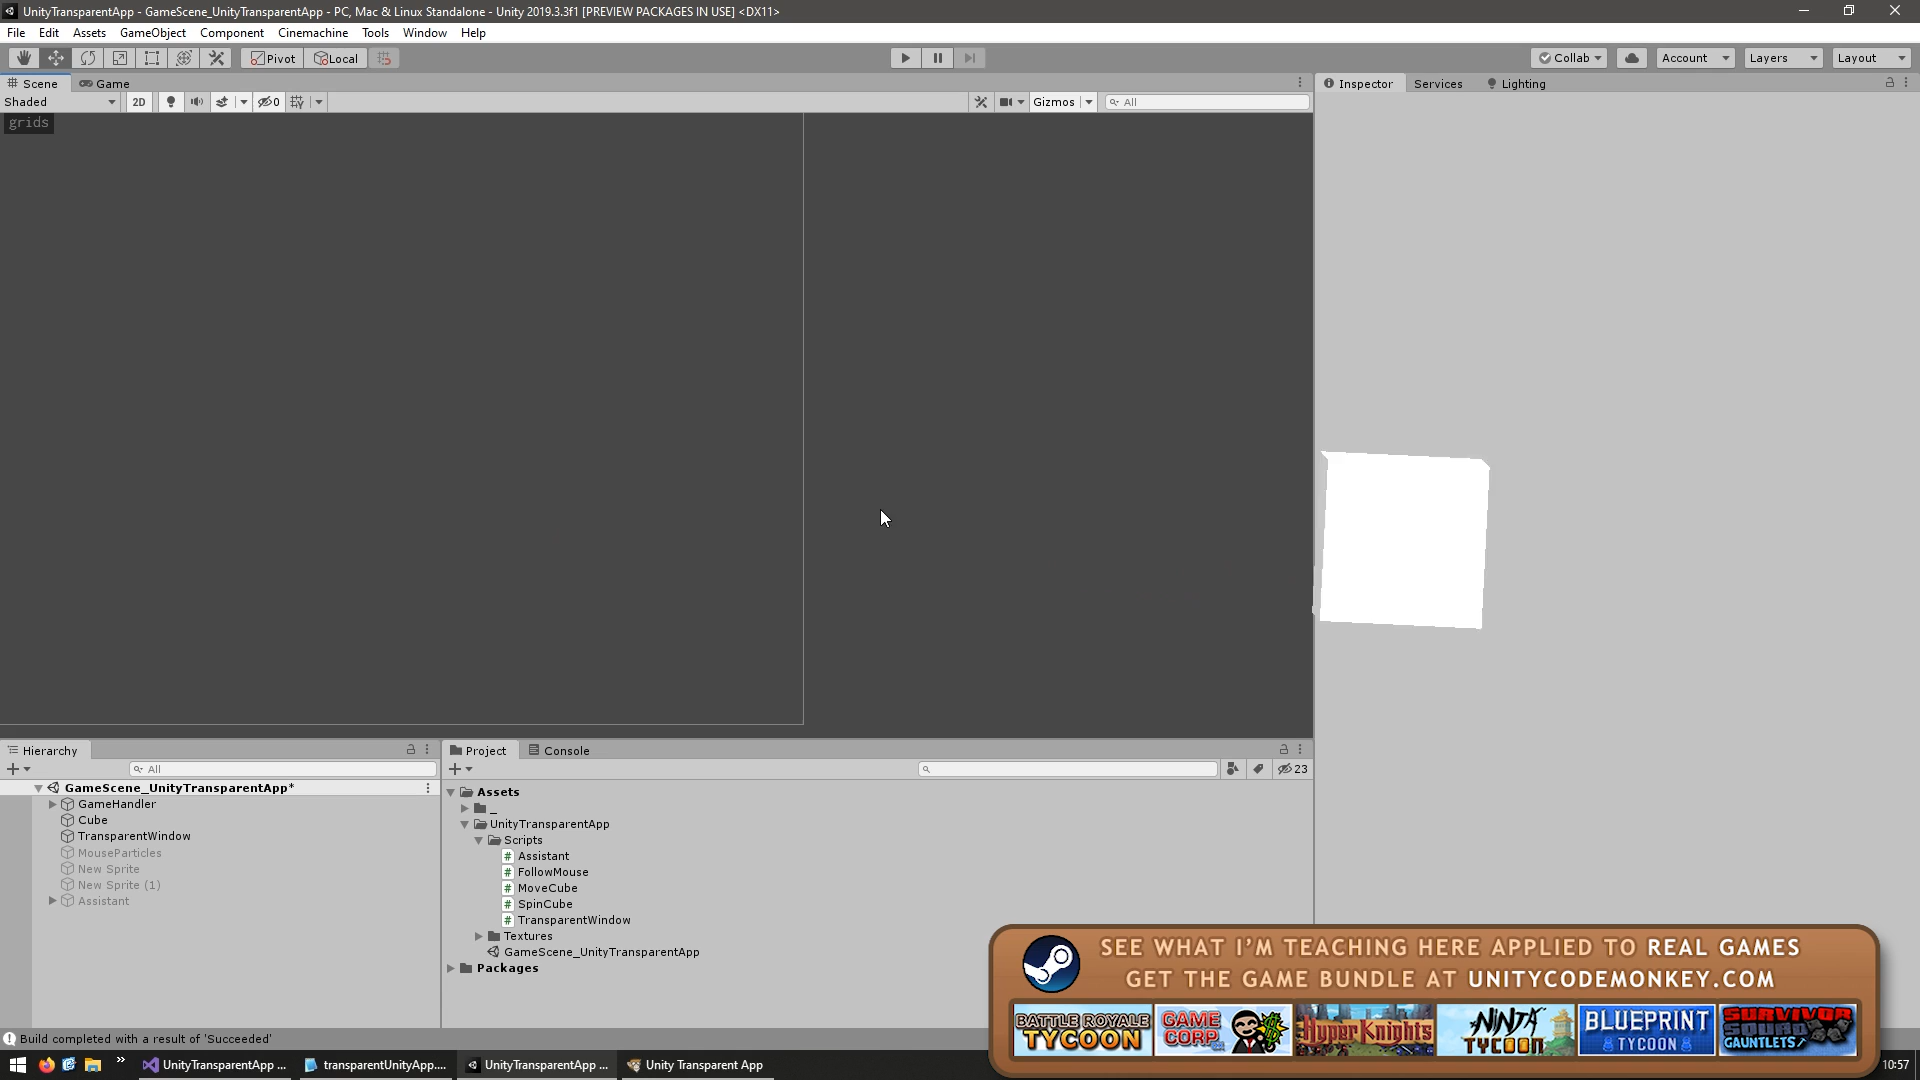 UnityTransparentApp - GameScene_UnityTransparentApp - PC, Mac & Linux Standalone - Unity 2019.3.3f1 [PREVIEW PACKAGES IN USE] <DX11>
File Edit Assets GameObject Component Cinemachine Tools Window Help
Pivot Local Collab Account Layers Layout
Scene Game Inspector Services Lighting
Shaded 2D 0 Gizmos All
grids
Hierarchy Project Console
All 23
GameScene_UnityTransparentApp*
GameHandler
Cube
TransparentWindow
MouseParticles
New Sprite
New Sprite (1)
Assistant
Assets
_
UnityTransparentApp
Scripts
Assistant
FollowMouse
MoveCube
SpinCube
TransparentWindow
Textures
GameScene_UnityTransparentApp
Packages
SEE WHAT I'M TEACHING HERE APPLIED TO REAL GAMES
GET THE GAME BUNDLE AT UNITYCODEMONKEY.COM
BATTLE ROYALE TYCOON
GAME CORP
HyperKnights
NINJA TYCOON
BLUEPRINT TYCOON
SURVIVOR SQUAD GAUNTLETS
Build completed with a result of 'Succeeded'
UnityTransparentApp ... transparentUnityApp.... UnityTransparentApp ... Unity Transparent App 10:57